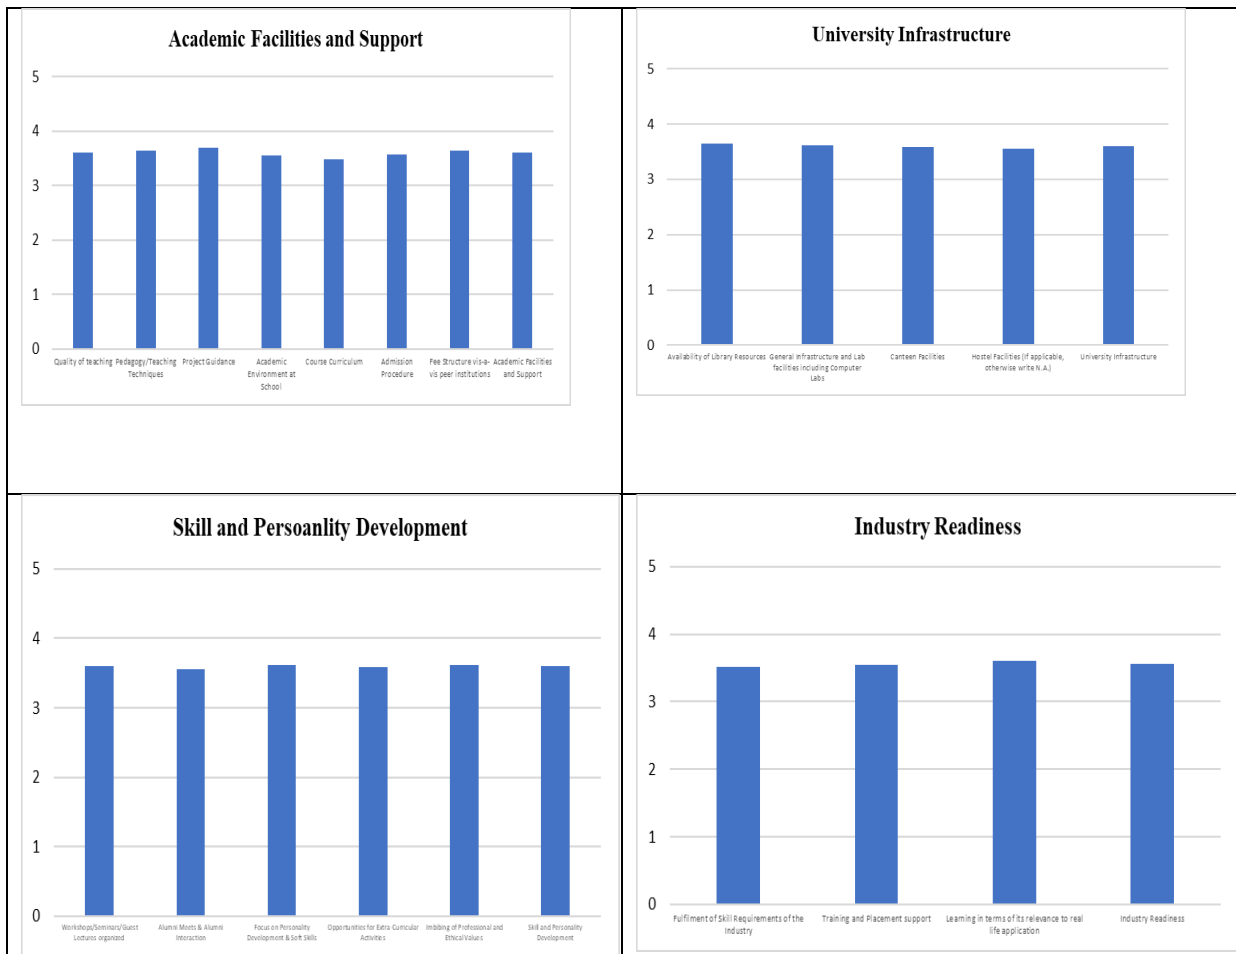 Academic Facilities and Support
5
4
3
2
1
0
Quality of teaching
Pedagogy/Teaching
Techniques
Project Guidance
Academic
Environment at
School
Course Curriculum
Admission
Procedure
Fee Structure vis-a-
vis peer institutions
Academic Facilities
and Support
University Infrastructure
5
4
3
2
1
0
Availability of Library Resources
General Infrastructure and Lab
facilities including Computer
Labs
Canteen Facilities
Hostel Facilities (If applicable,
otherwise write N.A.)
University Infrastructure
Skill and Persoanlity Development
5
4
3
2
1
0
Workshops/Seminars/Guest
Lectures organized
Alumni Meets & Alumni
Interaction
Focus on Personality
Development & Soft Skills
Opportunities for Extra Curricular
Activities
Imbibing of Professional and
Ethical Values
Skill and Personality
Development
Industry Readiness
5
4
3
2
1
0
Fulfilment of Skill Requirements of the
Industry
Training and Placement support
Learning in terms of its relevance to real
life application
Industry Readiness